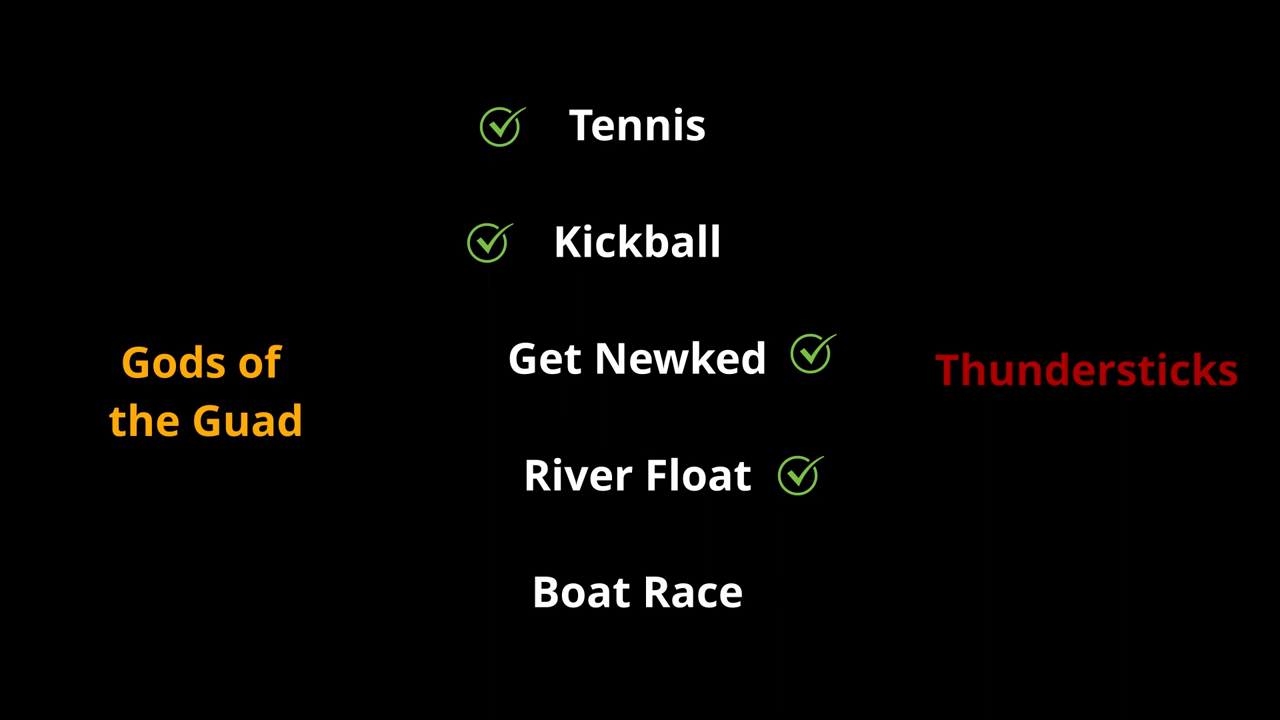 Tennis
Kickball
Get Newked
River Float
Boat Race
Gods of
the Guad
Thundersticks